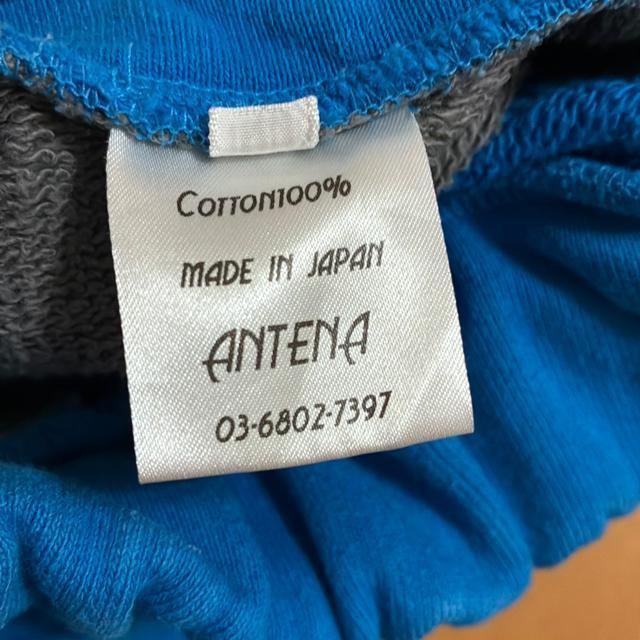 Cotton100%
MADE IN JAPAN
ANTENA
03-6802-7397